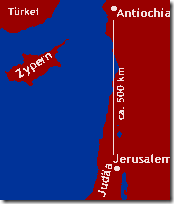 Türkei
Antiochia
Zypern
ca. 500 km
Jerusalem
Judäa